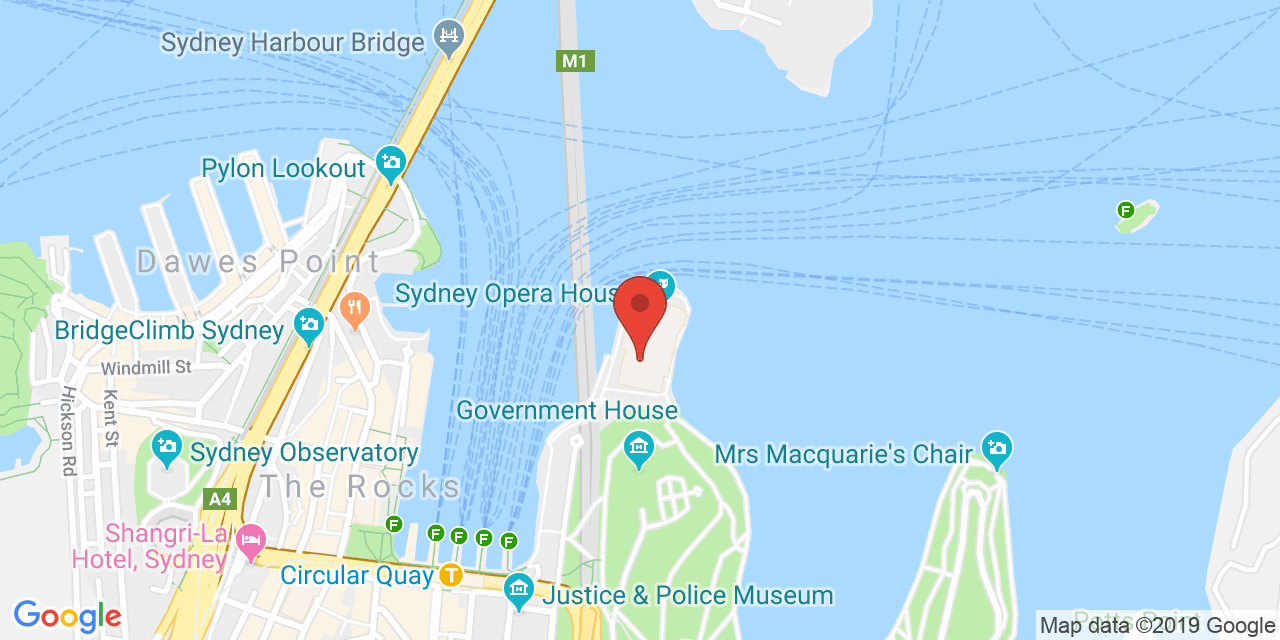 Sydney Harbour Bridge
M1
Pylon Lookout
F
Dawes Point
Sydney Opera House
BridgeClimb Sydney
Windmill St
Hickson Rd
Kent St
Government House
Sydney Observatory
Mrs Macquarie's Chair
The Rocks
A4
F
F
F
F
F
Shangri-La
Hotel, Sydney
Circular Quay
T
Justice & Police Museum
Google
Potts Point
Map data ©2019 Google